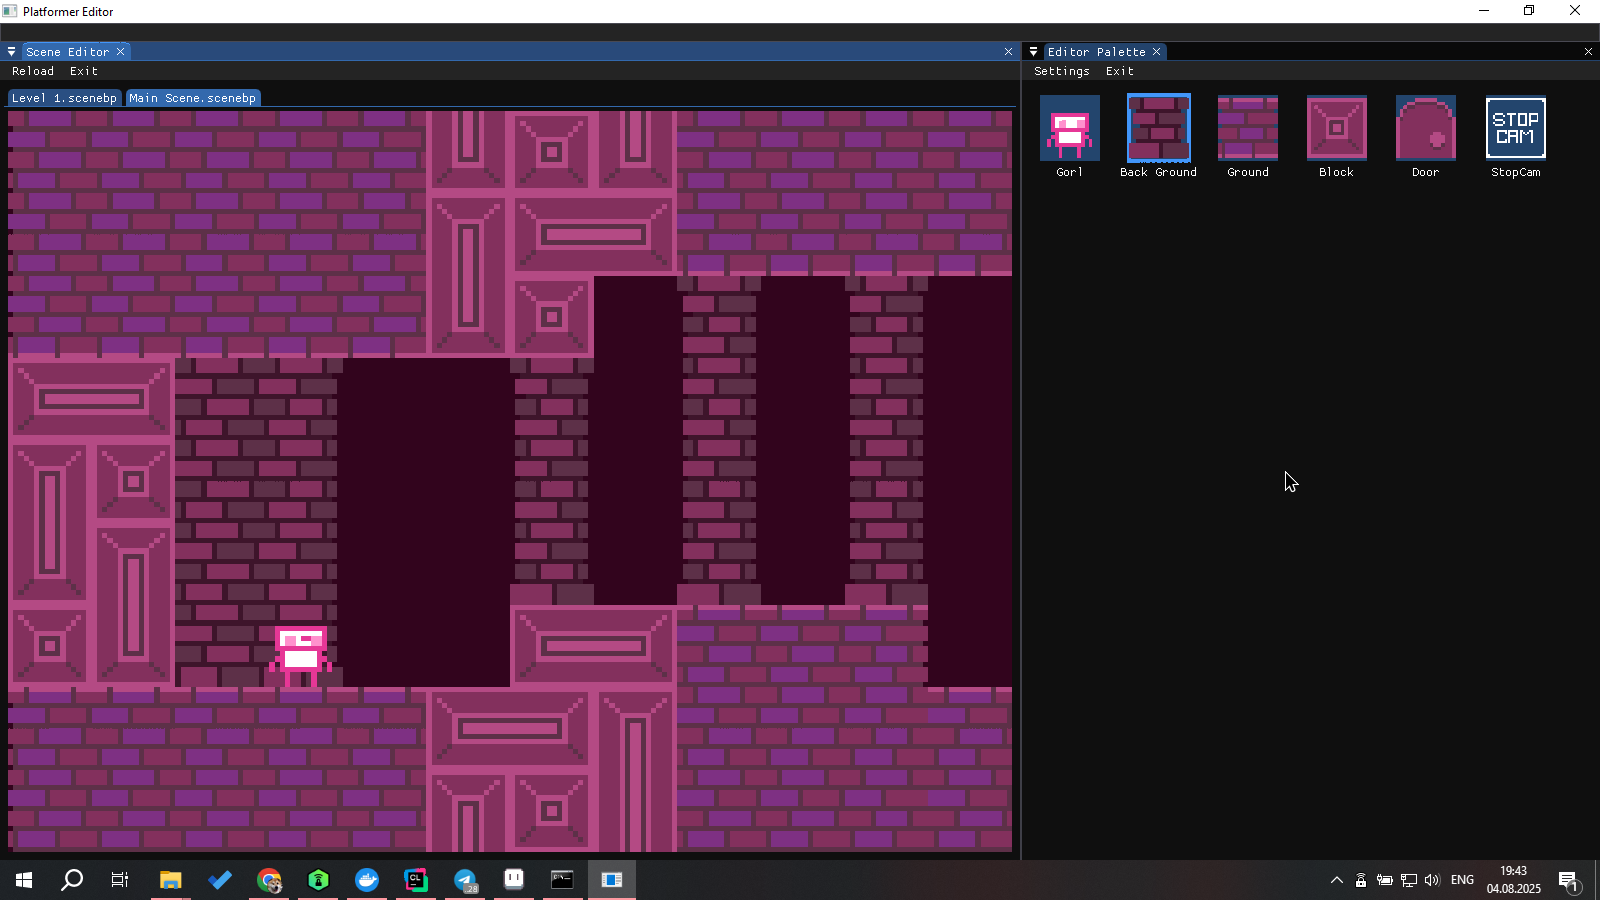 Platformer Editor
Scene Editor
Reload Exit
Level 1.scenebp Main Scene.scenebp
Editor Palette
Settings Exit
STOP
CAM
Gorl Back Ground Ground Block Door StopCam
CL
28
ENG
19:43
04.08.2025
1